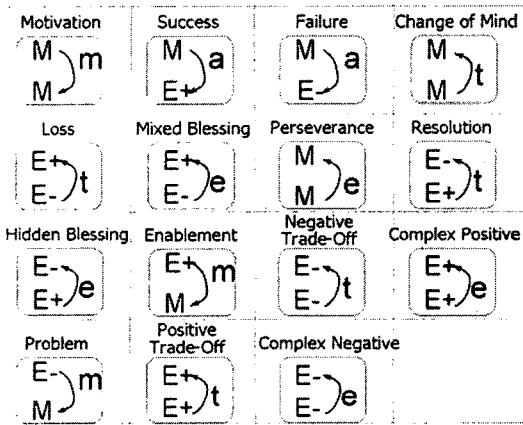 Motivation Success Failure Change of Mind
M m M a M a M
M E+ E- M t
Loss Mixed Blessing Perseverance Resolution
E+ E+ M E-
E- t E- e M e E+ t
Hidden Blessing Enablement Negative Trade-Off Complex Positive
E- E+ m E- E+
E+ e M E- t E+ e
Problem Positive Trade-Off Complex Negative
E- m E+ E-
M E+ t E- e